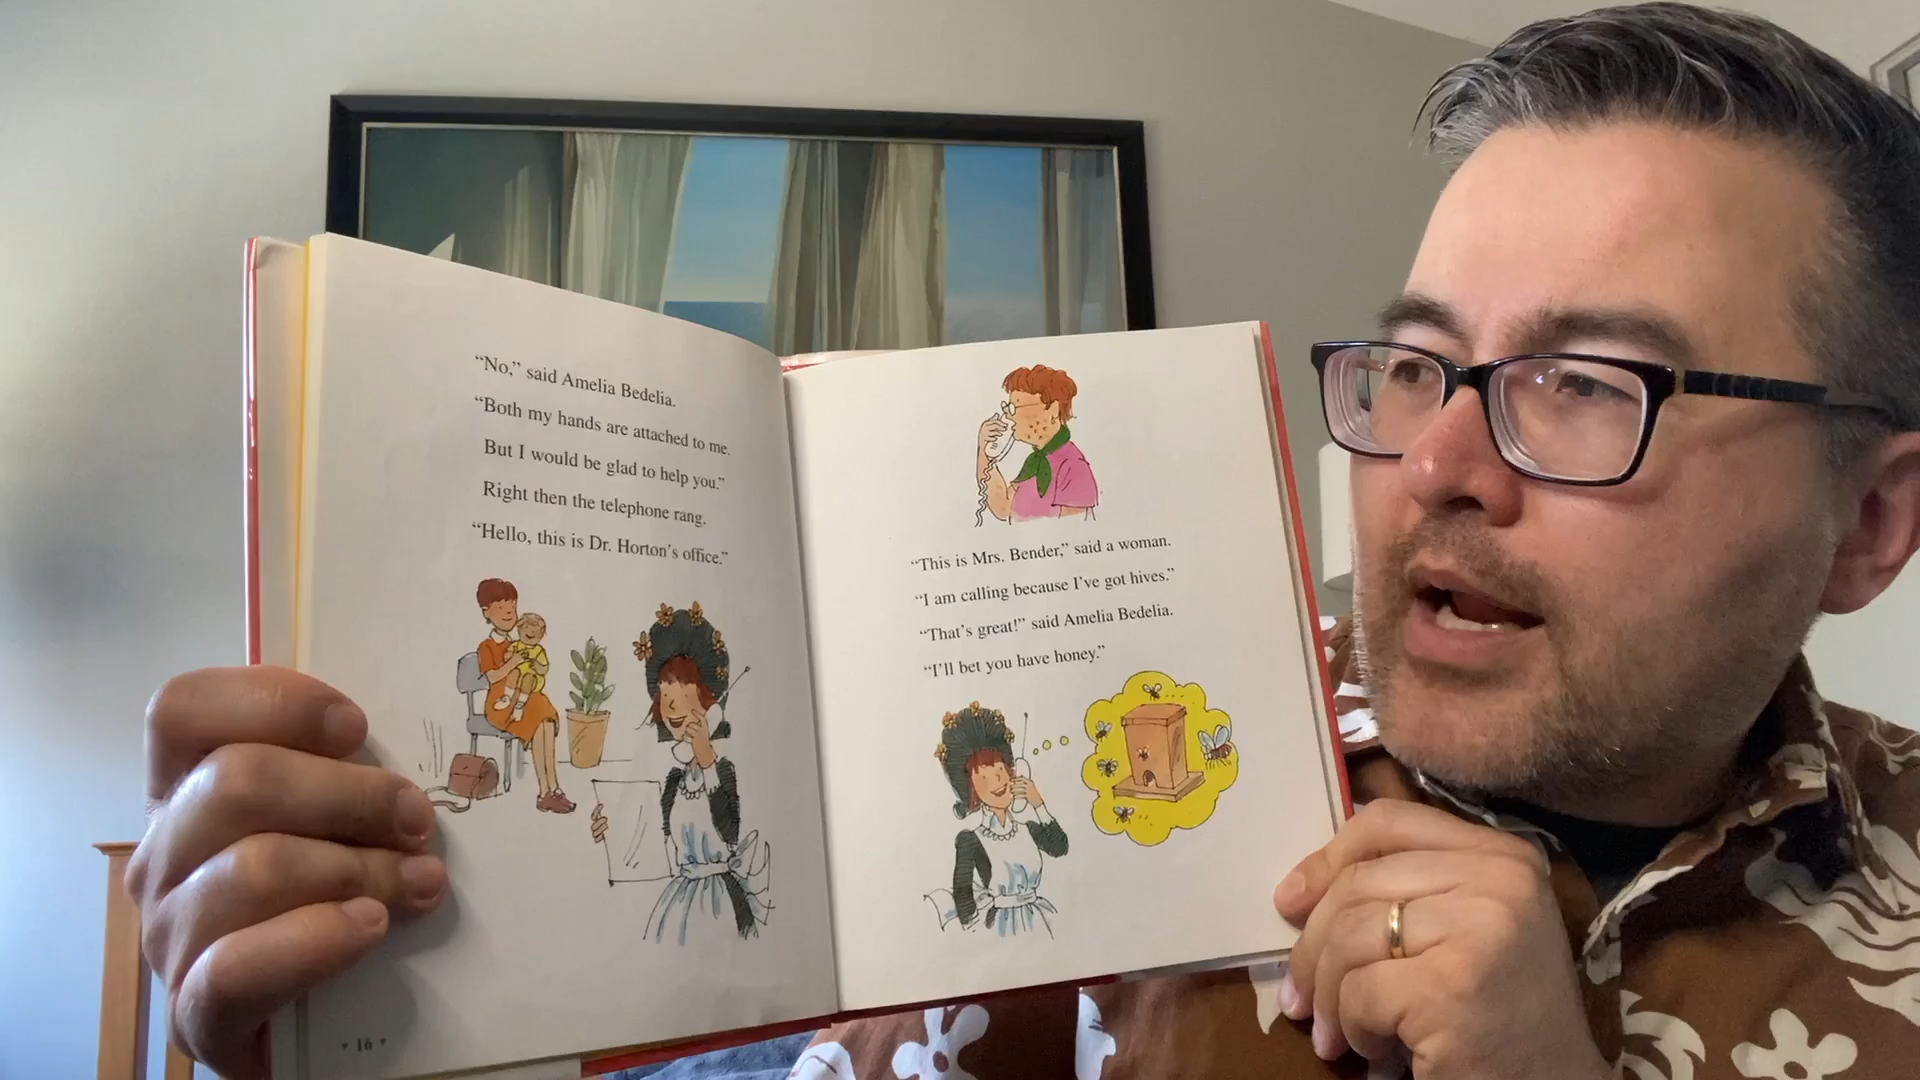 “No,” said Amelia Bedelia.
“Both my hands are attached to me.
But I would be glad to help you.”
Right then the telephone rang.
“Hello, this is Dr. Horton’s office.”
16
“This is Mrs. Bender,” said a woman.
“I am calling because I’ve got hives.”
“That’s great!” said Amelia Bedelia.
“I’ll bet you have honey.”